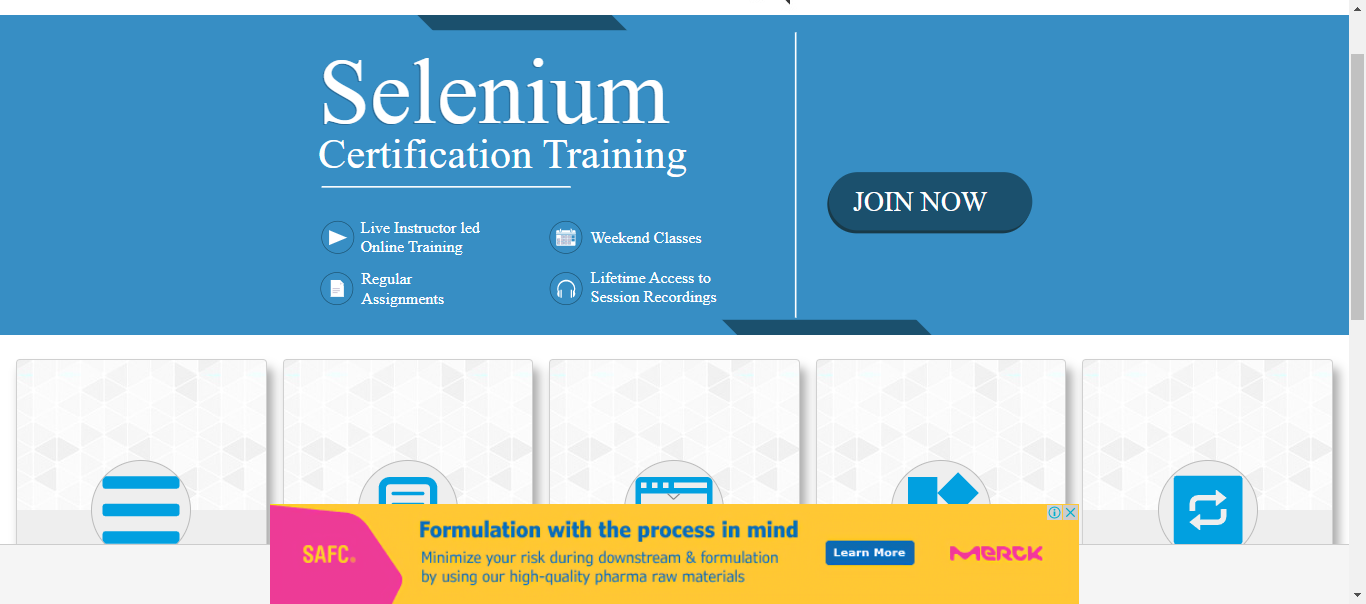 Selenium
Certification Training
JOIN NOW
Live Instructor led
Online Training
Weekend Classes
Regular
Assignments
Lifetime Access to
Session Recordings
SAFC®
Formulation with the process in mind
Minimize your risk during downstream & formulation
by using our high-quality pharma raw materials
Learn More
MERCK